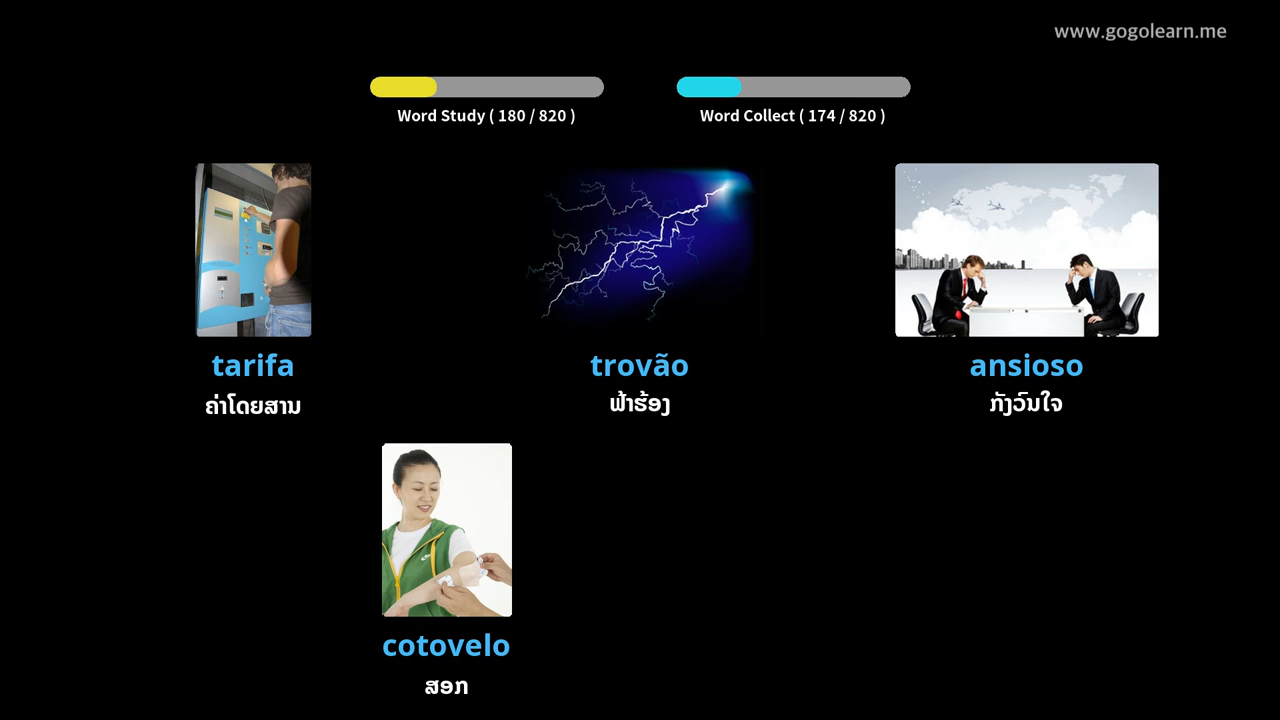 www.gogolearn.me
Word Study ( 180 / 820 )
Word Collect ( 174 / 820 )
tarifa
ຄ່າໂດຍສານ
trovão
ຟ້າຮ້ອງ
ansioso
ກັງວົນໃຈ
cotovelo
ສອກ